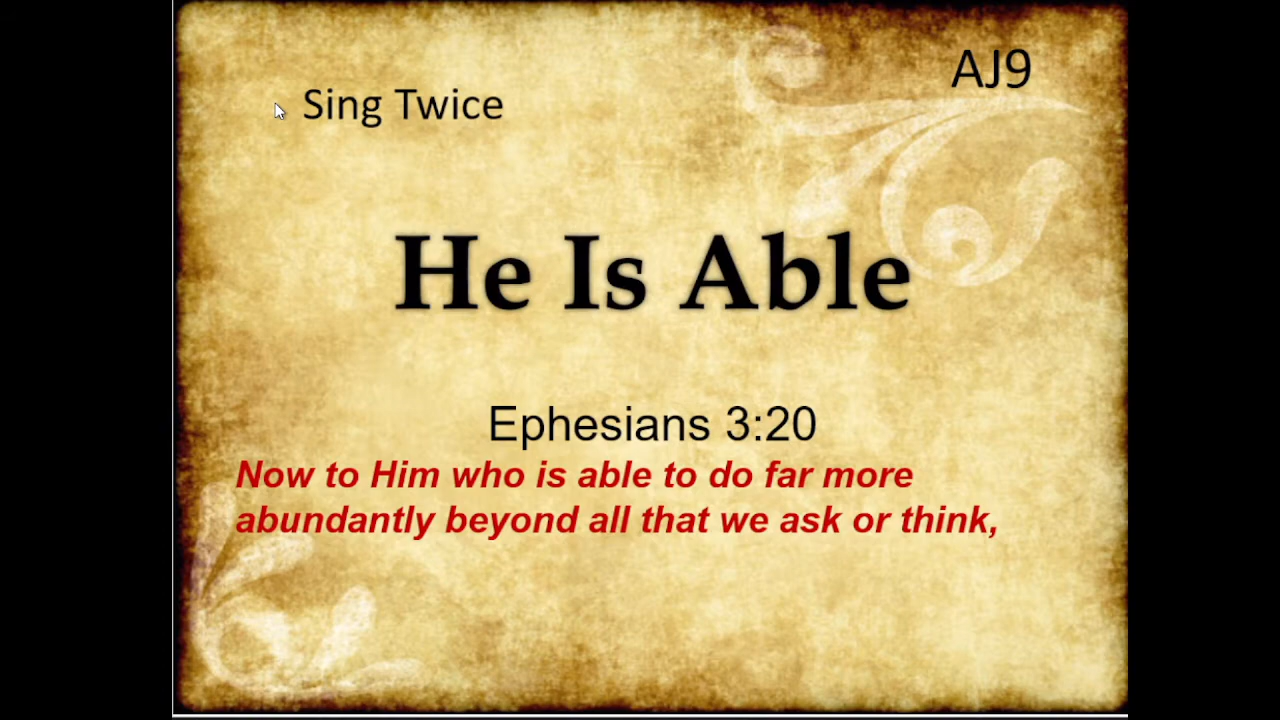 AJ9
Sing Twice
He Is Able
Ephesians 3:20
Now to Him who is able to do far more
abundantly beyond all that we ask or think,